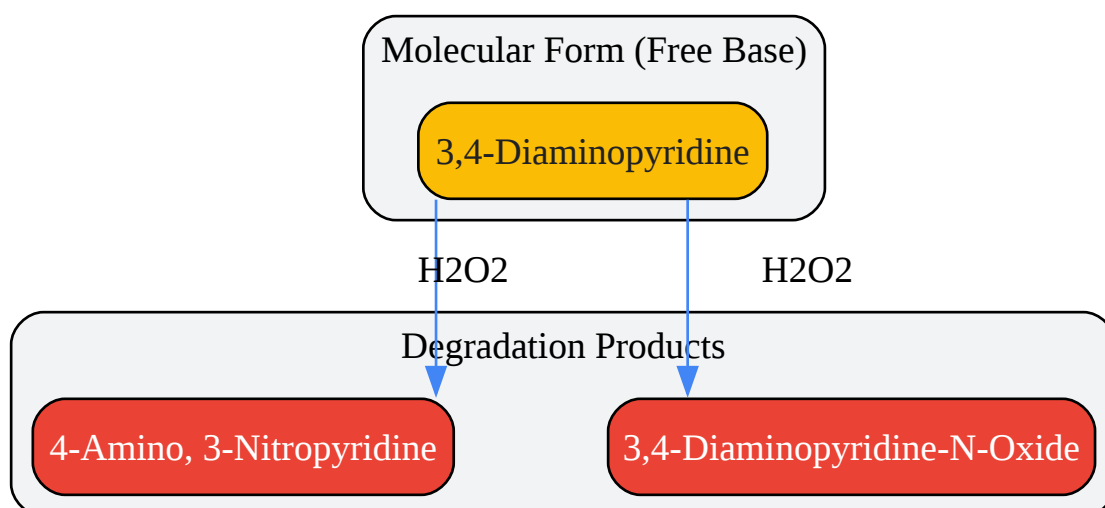 Molecular Form (Free Base)
3,4-Diaminopyridine
H2O2
H2O2
Degradation Products
4-Amino, 3-Nitropyridine
3,4-Diaminopyridine-N-Oxide